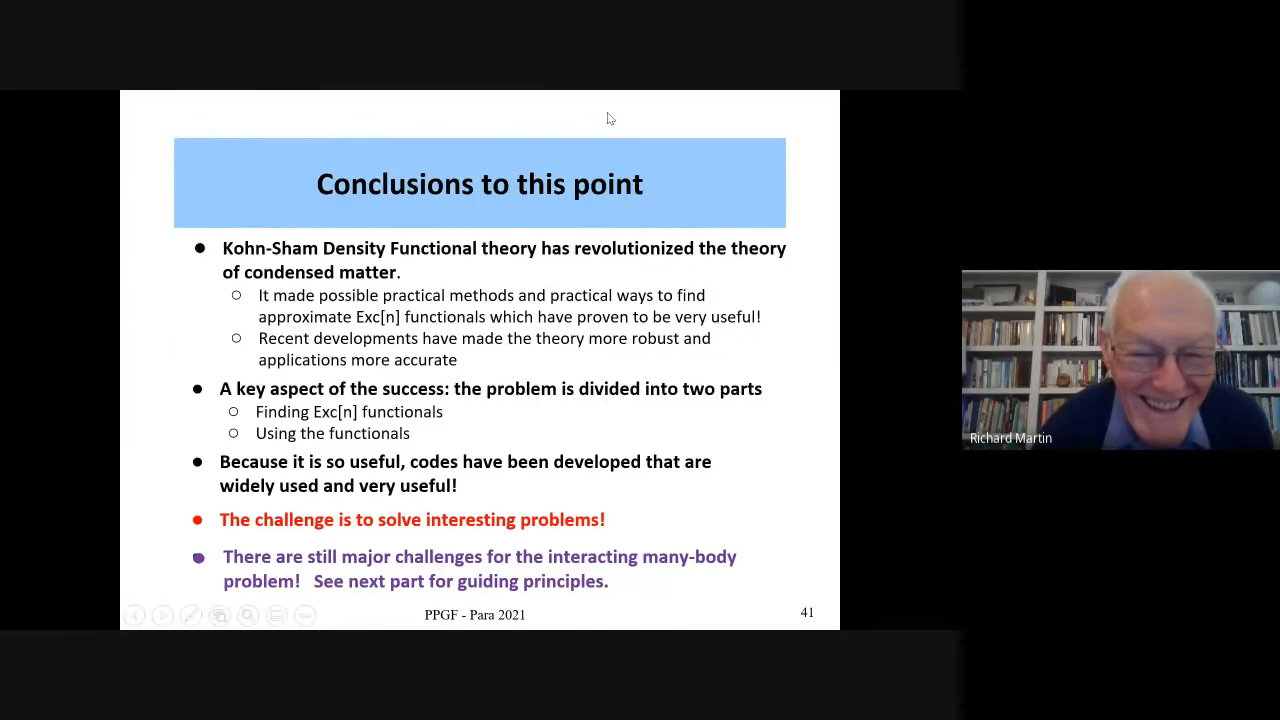 Conclusions to this point
● Kohn-Sham Density Functional theory has revolutionized the theory
of condensed matter.
○ It made possible practical methods and practical ways to find
approximate Exc[n] functionals which have proven to be very useful!
○ Recent developments have made the theory more robust and
applications more accurate
● A key aspect of the success: the problem is divided into two parts
○ Finding Exc[n] functionals
○ Using the functionals
● Because it is so useful, codes have been developed that are
widely used and very useful!
● The challenge is to solve interesting problems!
● There are still major challenges for the interacting many-body
problem! See next part for guiding principles.
PPGF - Para 2021
41
Richard Martin